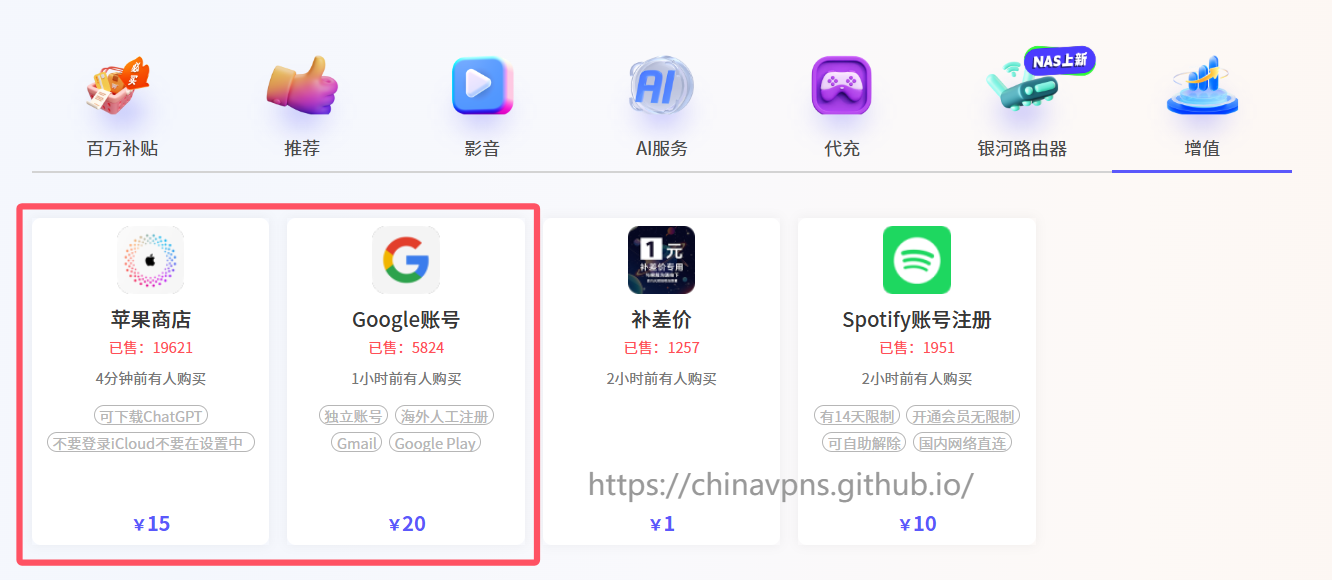 必买
NAS上新
AI
百万补贴
推荐
影音
AI服务
代充
银河路由器
增值
1元
补差价专用
苹果商店
Google账号
补差价
Spotify账号注册
已售：19621
已售：5824
已售：1257
已售：1951
4分钟前有人购买
1小时前有人购买
2小时前有人购买
2小时前有人购买
可下载ChatGPT
不要登录iCloud不要在设置中
独立账号 海外人工注册
Gmail Google Play
有14天限制 开通会员无限制
可自助解除 国内网络直连
https://chinavpns.github.io/
￥15
￥20
￥1
￥10